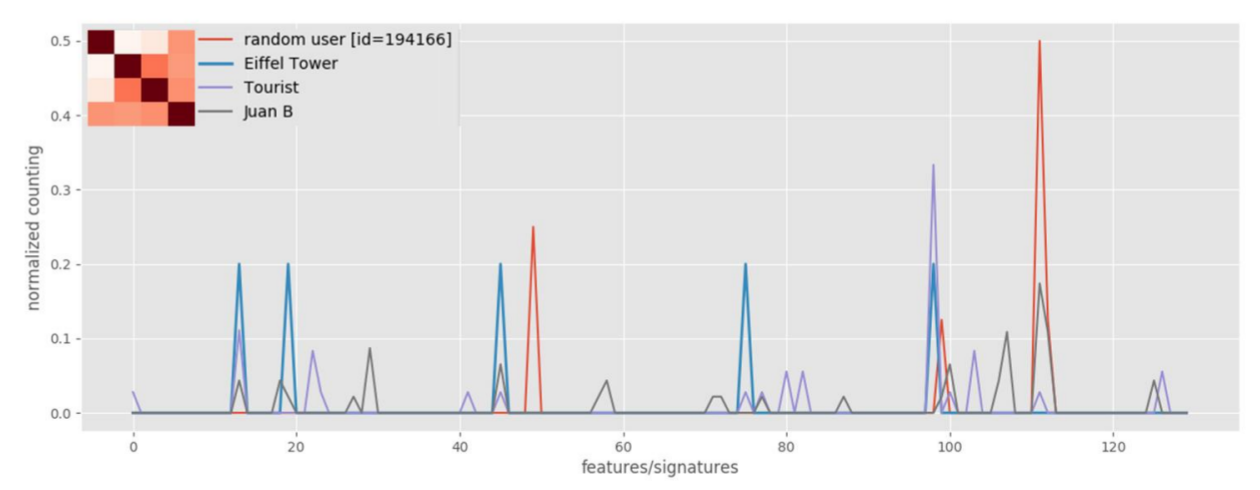 random user [id=194166]
Eiffel Tower
Tourist
Juan B
0.5
0.4
0.3
0.2
0.1
0.0
normalized counting
0 20 40 60 80 100 120
features/signatures